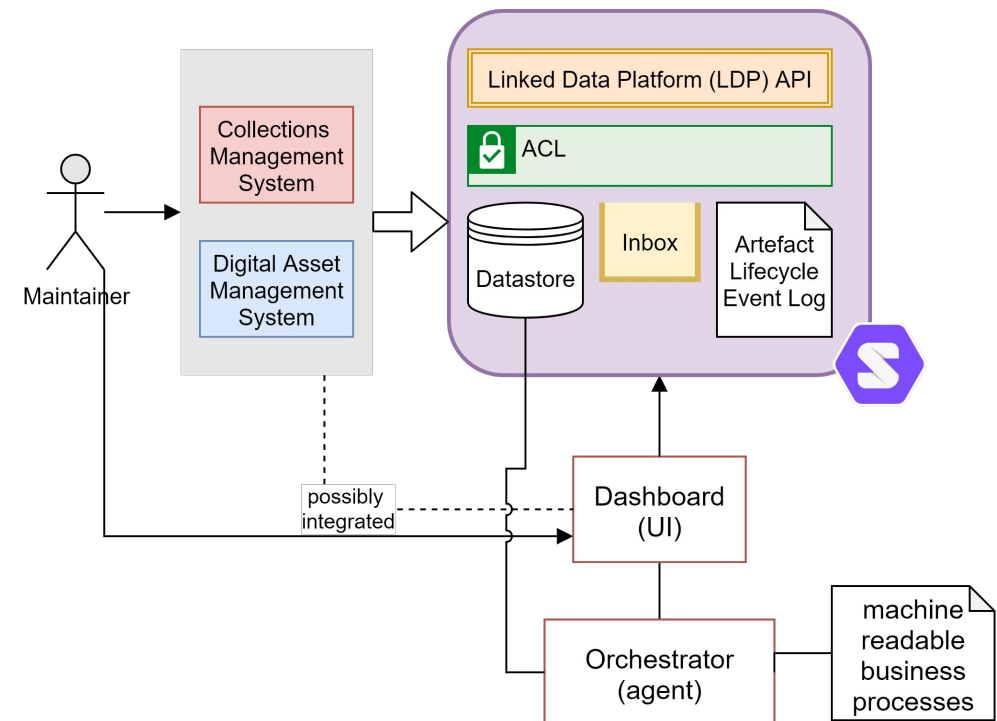 Linked Data Platform (LDP) API
Collections
Management
System
ACL
Digital Asset
Management
System
Maintainer
Datastore
Inbox
Artefact
Lifecycle
Event Log
possibly
integrated
Dashboard
(UI)
Orchestrator
(agent)
machine
readable
business
processes